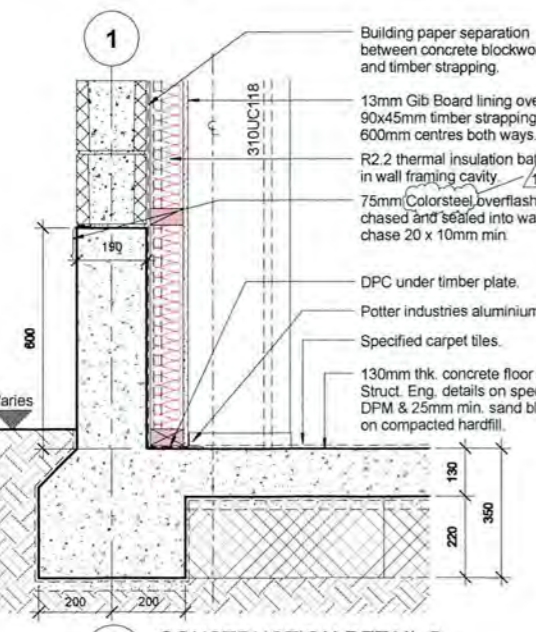 1
Building paper separation
between concrete blockwo
and timber strapping.
310UC118
13mm Gib Board lining ove
90x45mm timber strapping
600mm centres both ways.
R2.2 thermal insulation bat
in wall framing cavity.
1
75mm Colorsteel overflash
chased and sealed into wa
chase 20 x 10mm min
190
600
DPC under timber plate.
Potter industries aluminium
Specified carpet tiles.
130mm thk. concrete floor
Struct. Eng. details on spec
DPM & 25mm min. sand bl
on compacted hardfill.
aries
130
220
350
200
200